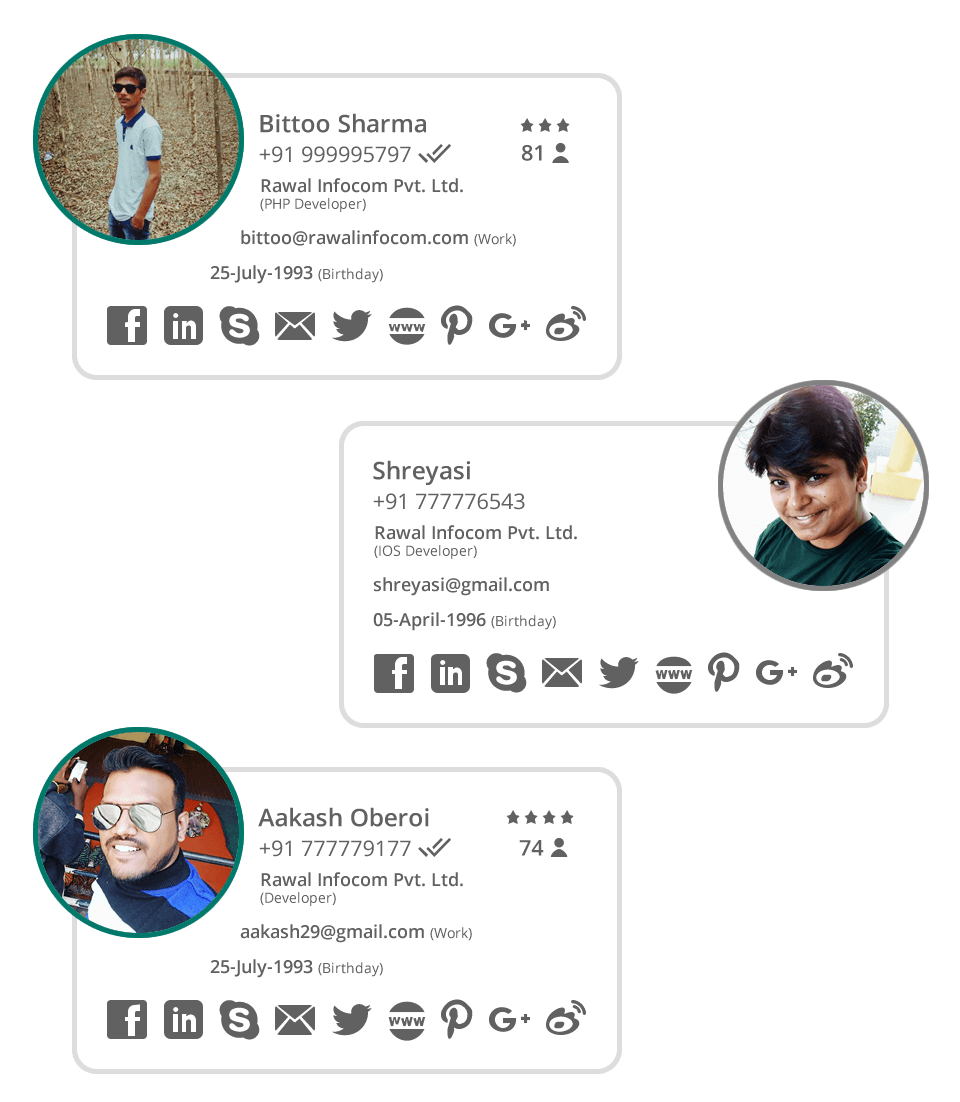 Bittoo Sharma
+91 999995797
81
Rawal Infocom Pvt. Ltd.
(PHP Developer)
bittoo@rawalinfocom.com (Work)
25-July-1993 (Birthday)
f in S www G+
Shreyasi
+91 777776543
Rawal Infocom Pvt. Ltd.
(IOS Developer)
shreyasi@gmail.com
05-April-1996 (Birthday)
f in S www G+
Aakash Oberoi
+91 777779177
74
Rawal Infocom Pvt. Ltd.
(Developer)
aakash29@gmail.com (Work)
25-July-1993 (Birthday)
f in S www G+